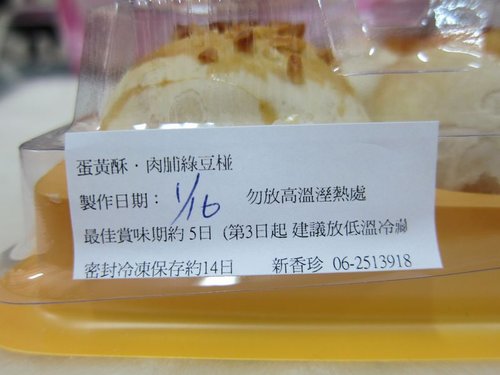 蛋黃酥．肉脯綠豆椪
製作日期： 1/16 勿放高溫溼熱處
最佳賞味期約 5日 (第3日起 建議放低溫冷
密封冷凍保存約14日 新香珍 06-2513918